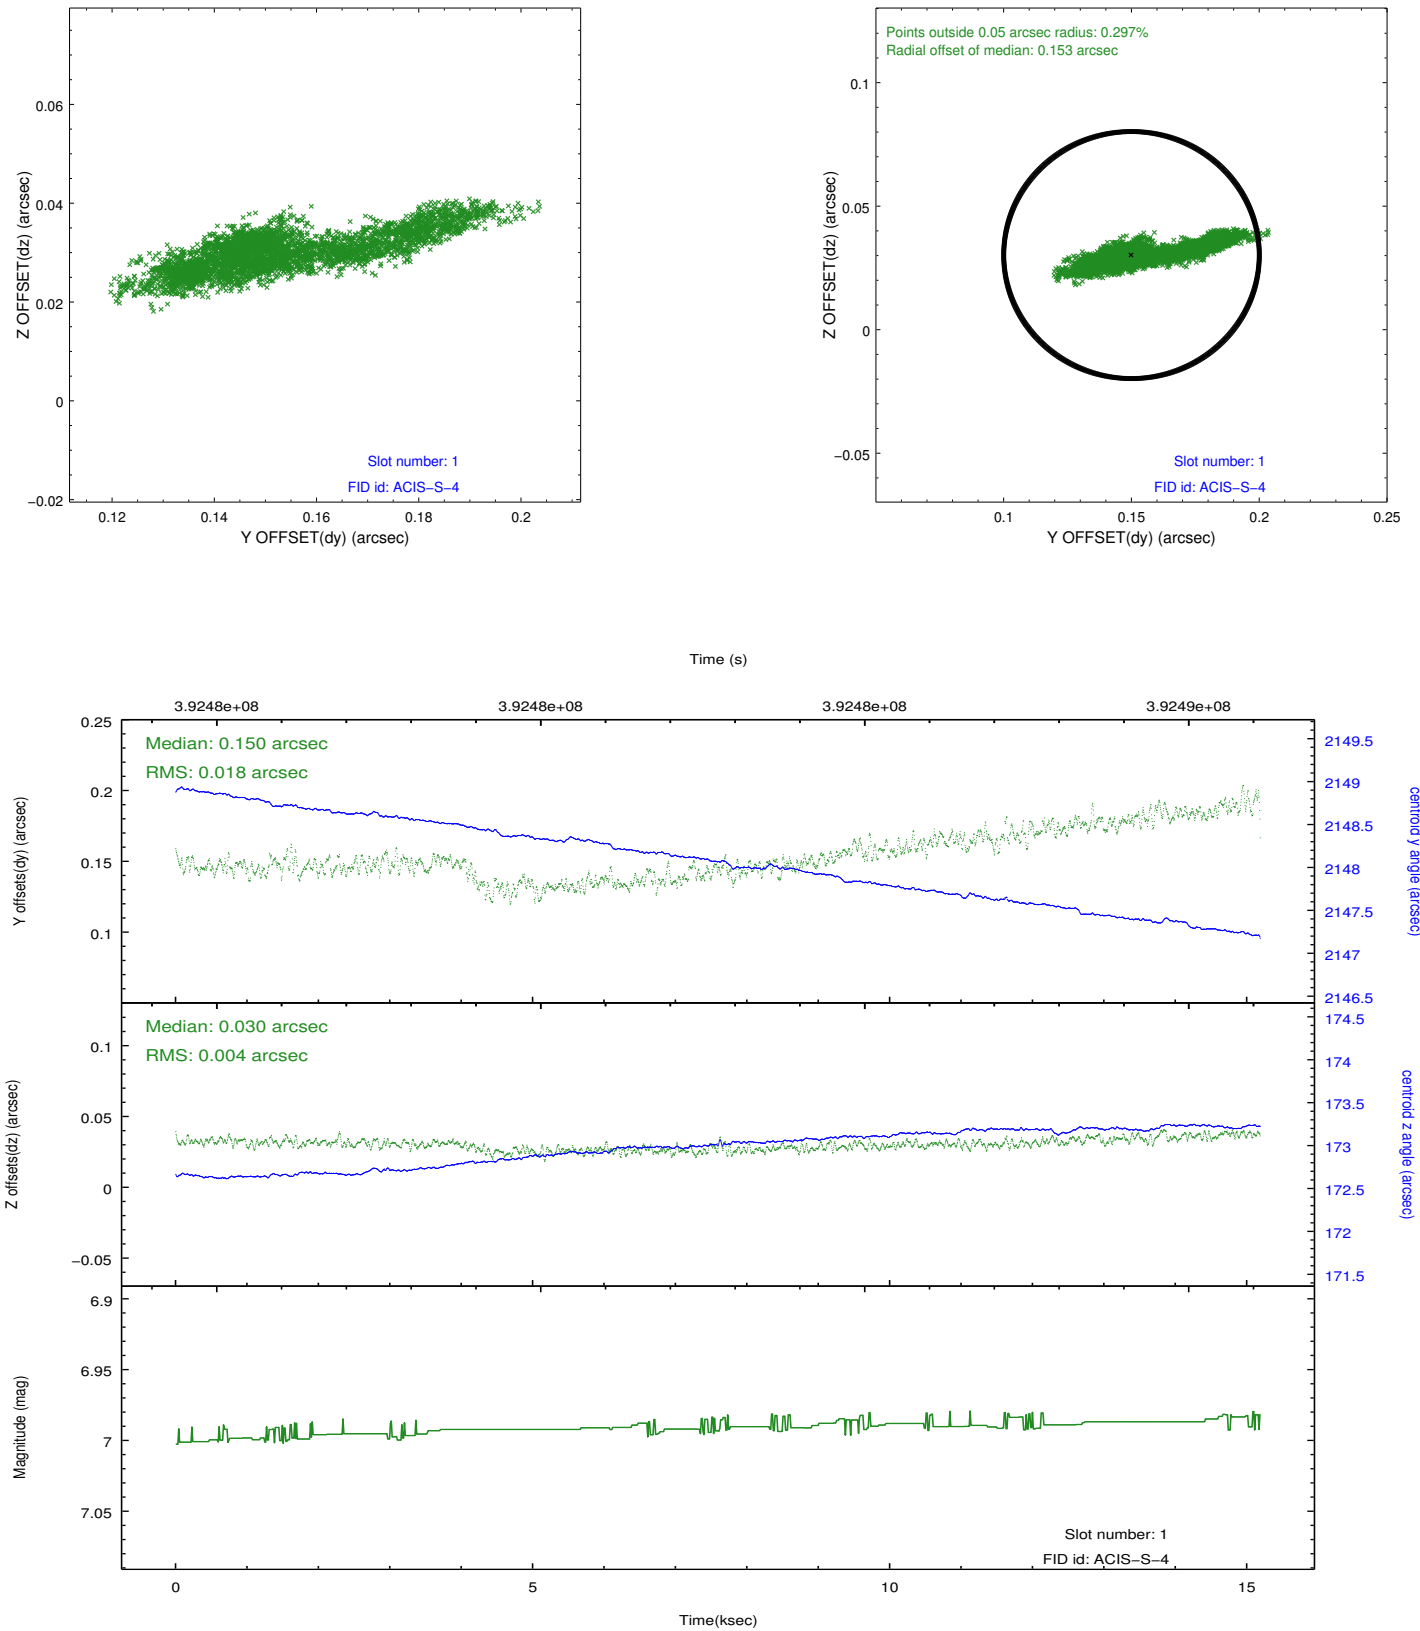 0.06
0.04
0.02
0
−0.02
Z OFFSET(dz) (arcsec)
Slot number: 1
FID id: ACIS−S−4
0.12
0.14
0.16
0.18
0.2
Y OFFSET(dy) (arcsec)
Points outside 0.05 arcsec radius: 0.297%
Radial offset of median: 0.153 arcsec
0.1
0.05
0
−0.05
Z OFFSET(dz) (arcsec)
Slot number: 1
FID id: ACIS−S−4
0.1
0.15
0.2
0.25
Y OFFSET(dy) (arcsec)
Time (s)
3.9248e+08
3.9248e+08
3.9248e+08
3.9249e+08
0.25
0.2
0.15
0.1
Y offsets(dy) (arcsec)
Median: 0.150 arcsec
RMS: 0.018 arcsec
2149.5
2149
2148.5
2148
2147.5
2147
2146.5
centroid y angle (arcsec)
0.1
0.05
0
−0.05
Z offsets(dz) (arcsec)
Median: 0.030 arcsec
RMS: 0.004 arcsec
174.5
174
173.5
173
172.5
172
171.5
centroid z angle (arcsec)
6.9
6.95
7
7.05
Magnitude (mag)
Slot number: 1
FID id: ACIS−S−4
0
5
10
15
Time(ksec)